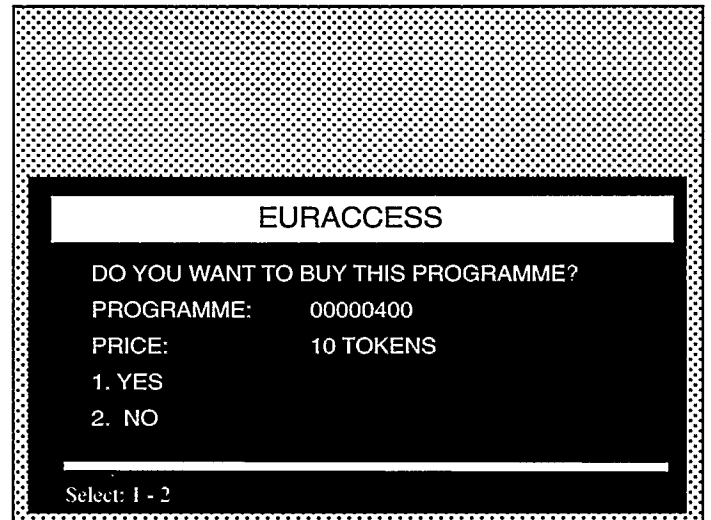 EURACCESS
DO YOU WANT TO BUY THIS PROGRAMME?
PROGRAMME: 00000400
PRICE: 10 TOKENS
1. YES
2. NO
Select: 1 - 2